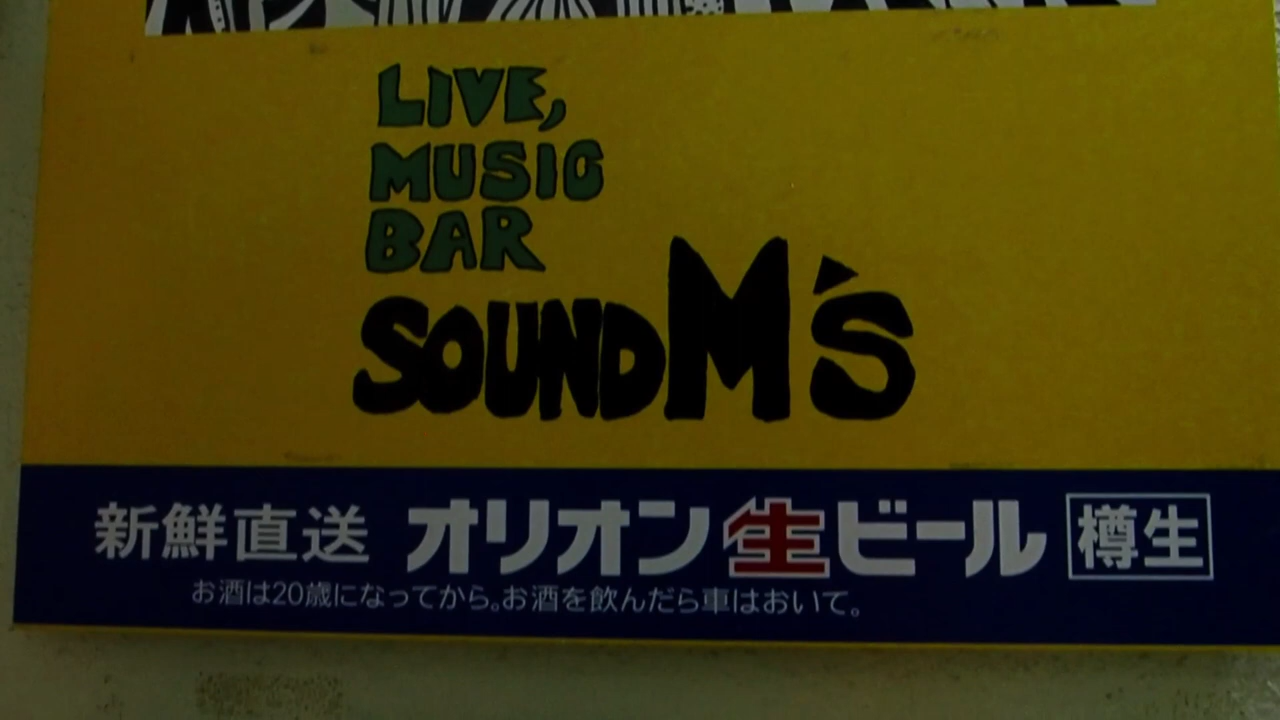 LIVE,
MUSIC
BAR
SOUND M's
新鮮直送 オリオン生ビール 樽生
お酒は20歳になってから。お酒を飲んだら車はおいて。